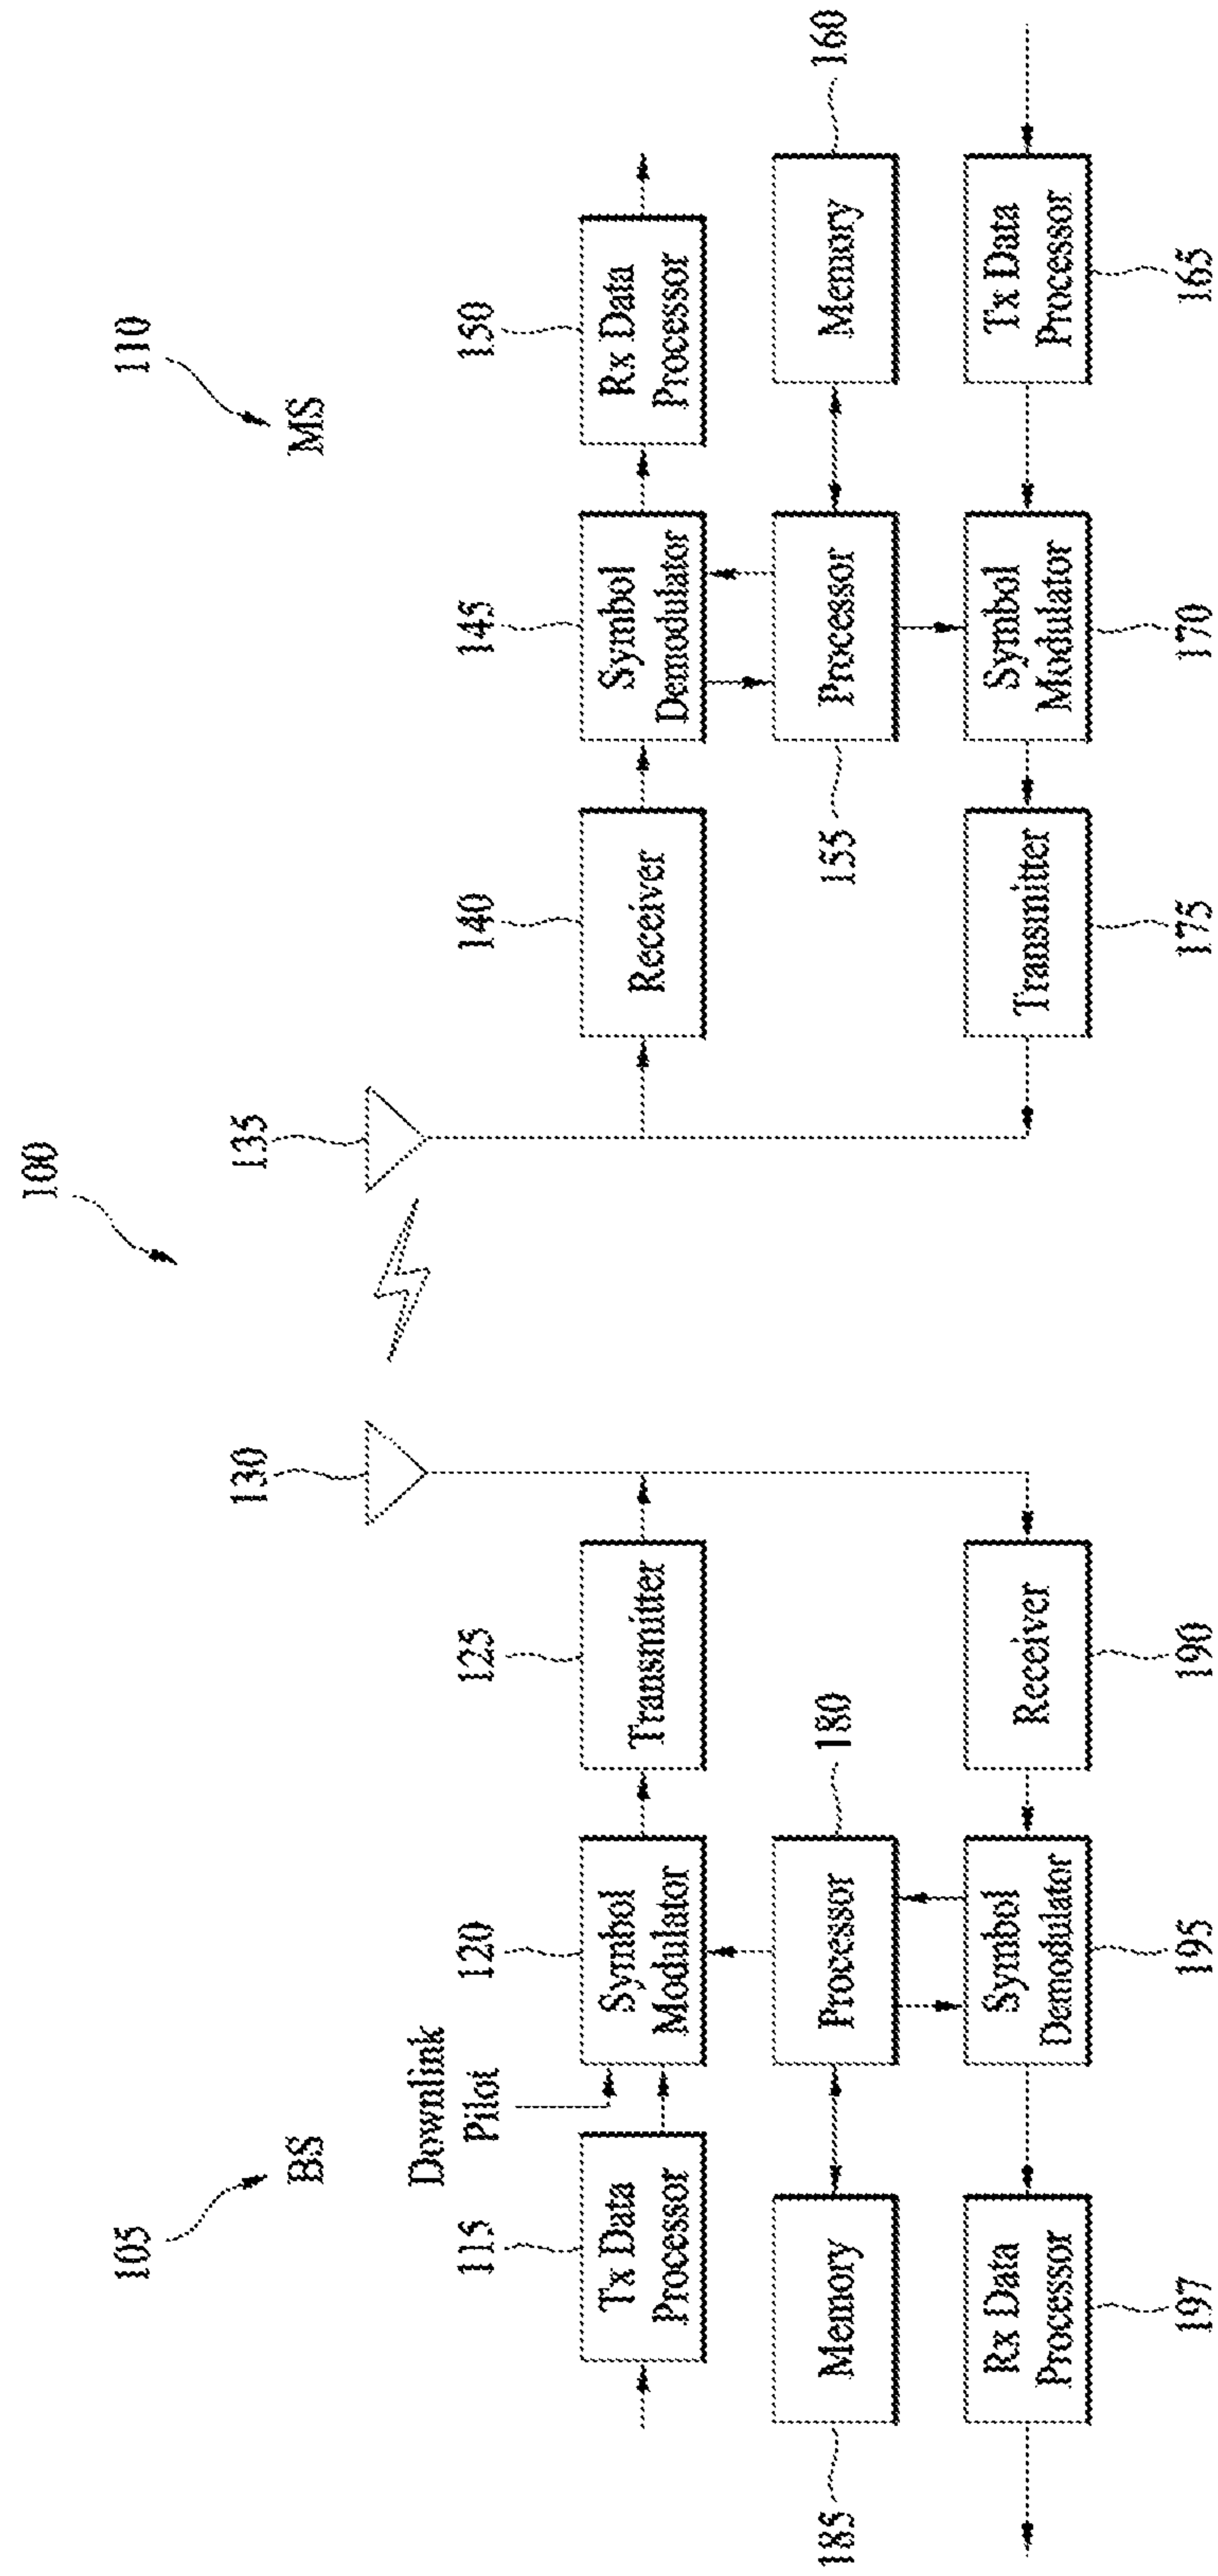 100
105
BS
110
MS
130
135
Downlink
Pilot
115
120
125
140
145
150
Tx Data
Processor
Symbol
Modulator
Transmitter
Receiver
Symbol
Demodulator
Rx Data
Processor
180
160
Memory
Processor
Processor
Memory
185
155
Rx Data
Processor
Symbol
Demodulator
Receiver
Transmitter
Symbol
Modulator
Tx Data
Processor
197
195
190
175
170
165